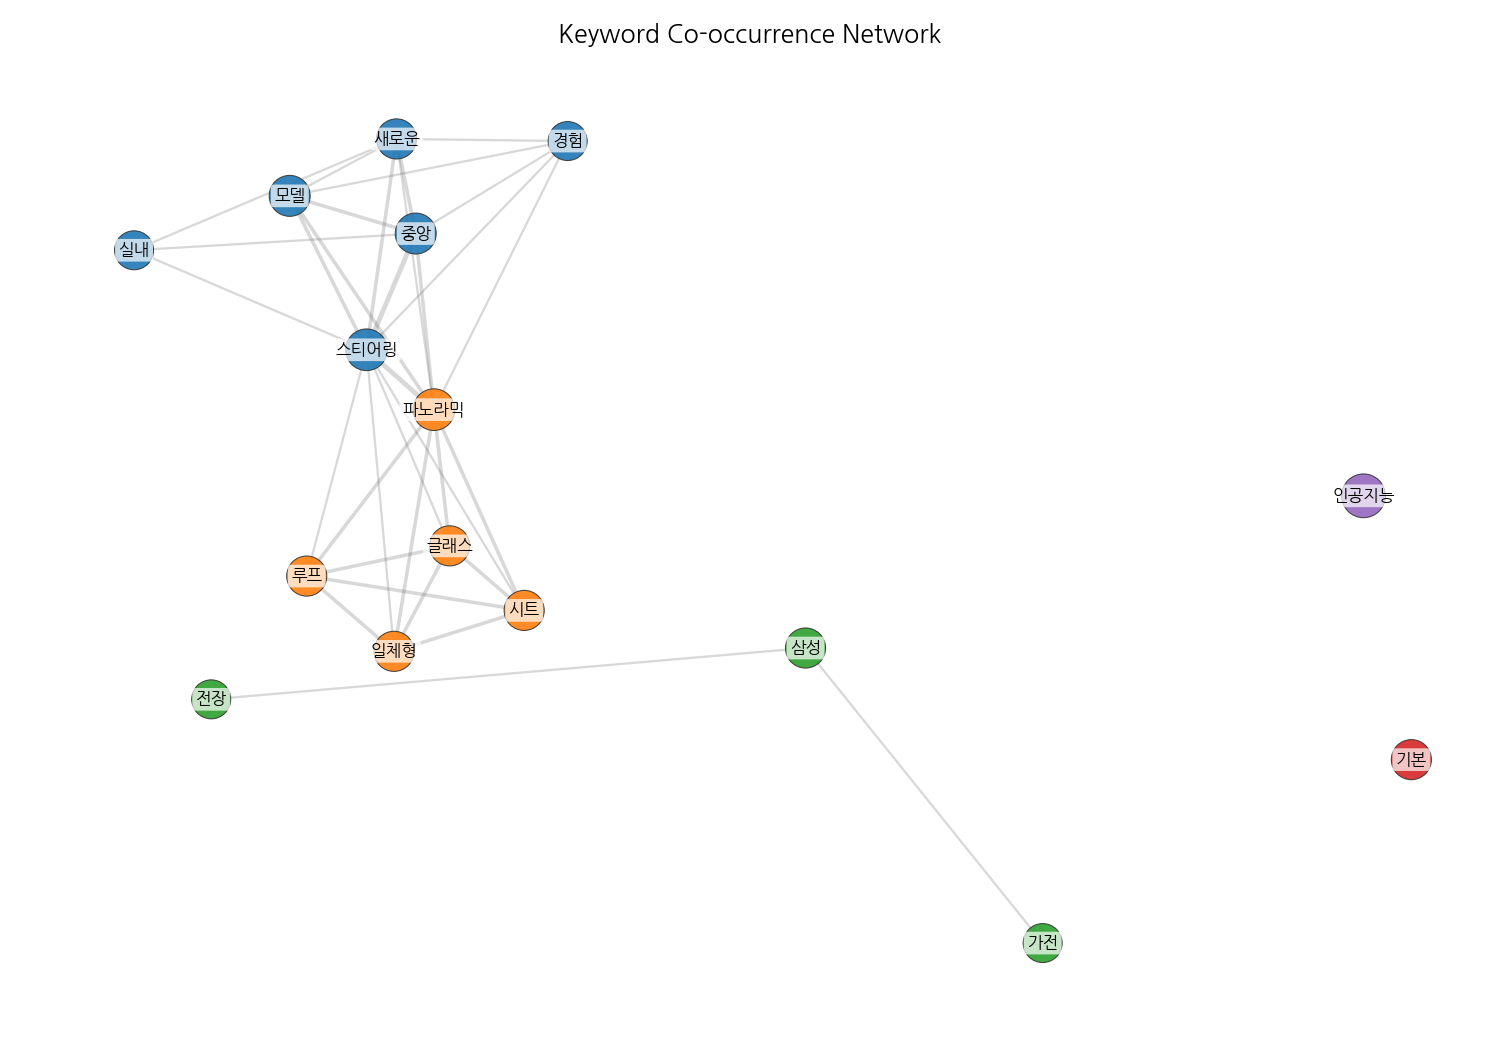 Keyword Co-occurrence Network
새로운
경험
모델
중앙
실내
스티어링
파노라믹
인공지능
글래스
루프
시트
삼성
일체형
전장
기본
가전